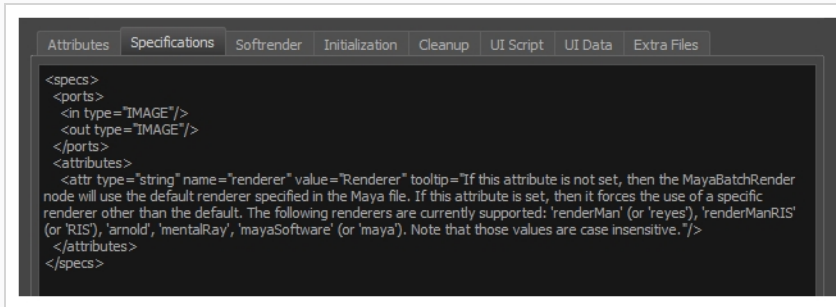 Attributes Specifications Softrender Initialization Cleanup UI Script UI Data Extra Files
<specs>
<ports>
<in type="IMAGE"/>
<out type="IMAGE"/>
</ports>
<attributes>
<attr type="string" name="renderer" value="Renderer" tooltip="If this attribute is not set, then the MayaBatchRender
node will use the default renderer specified in the Maya file. If this attribute is set, then it forces the use of a specific
renderer other than the default. The following renderers are currently supported: 'renderMan' (or 'reyes'), 'renderManRIS'
(or 'RIS'), 'arnold', 'mentalRay', 'mayaSoftware' (or 'maya'). Note that those values are case insensitive."/>
</attributes>
</specs>